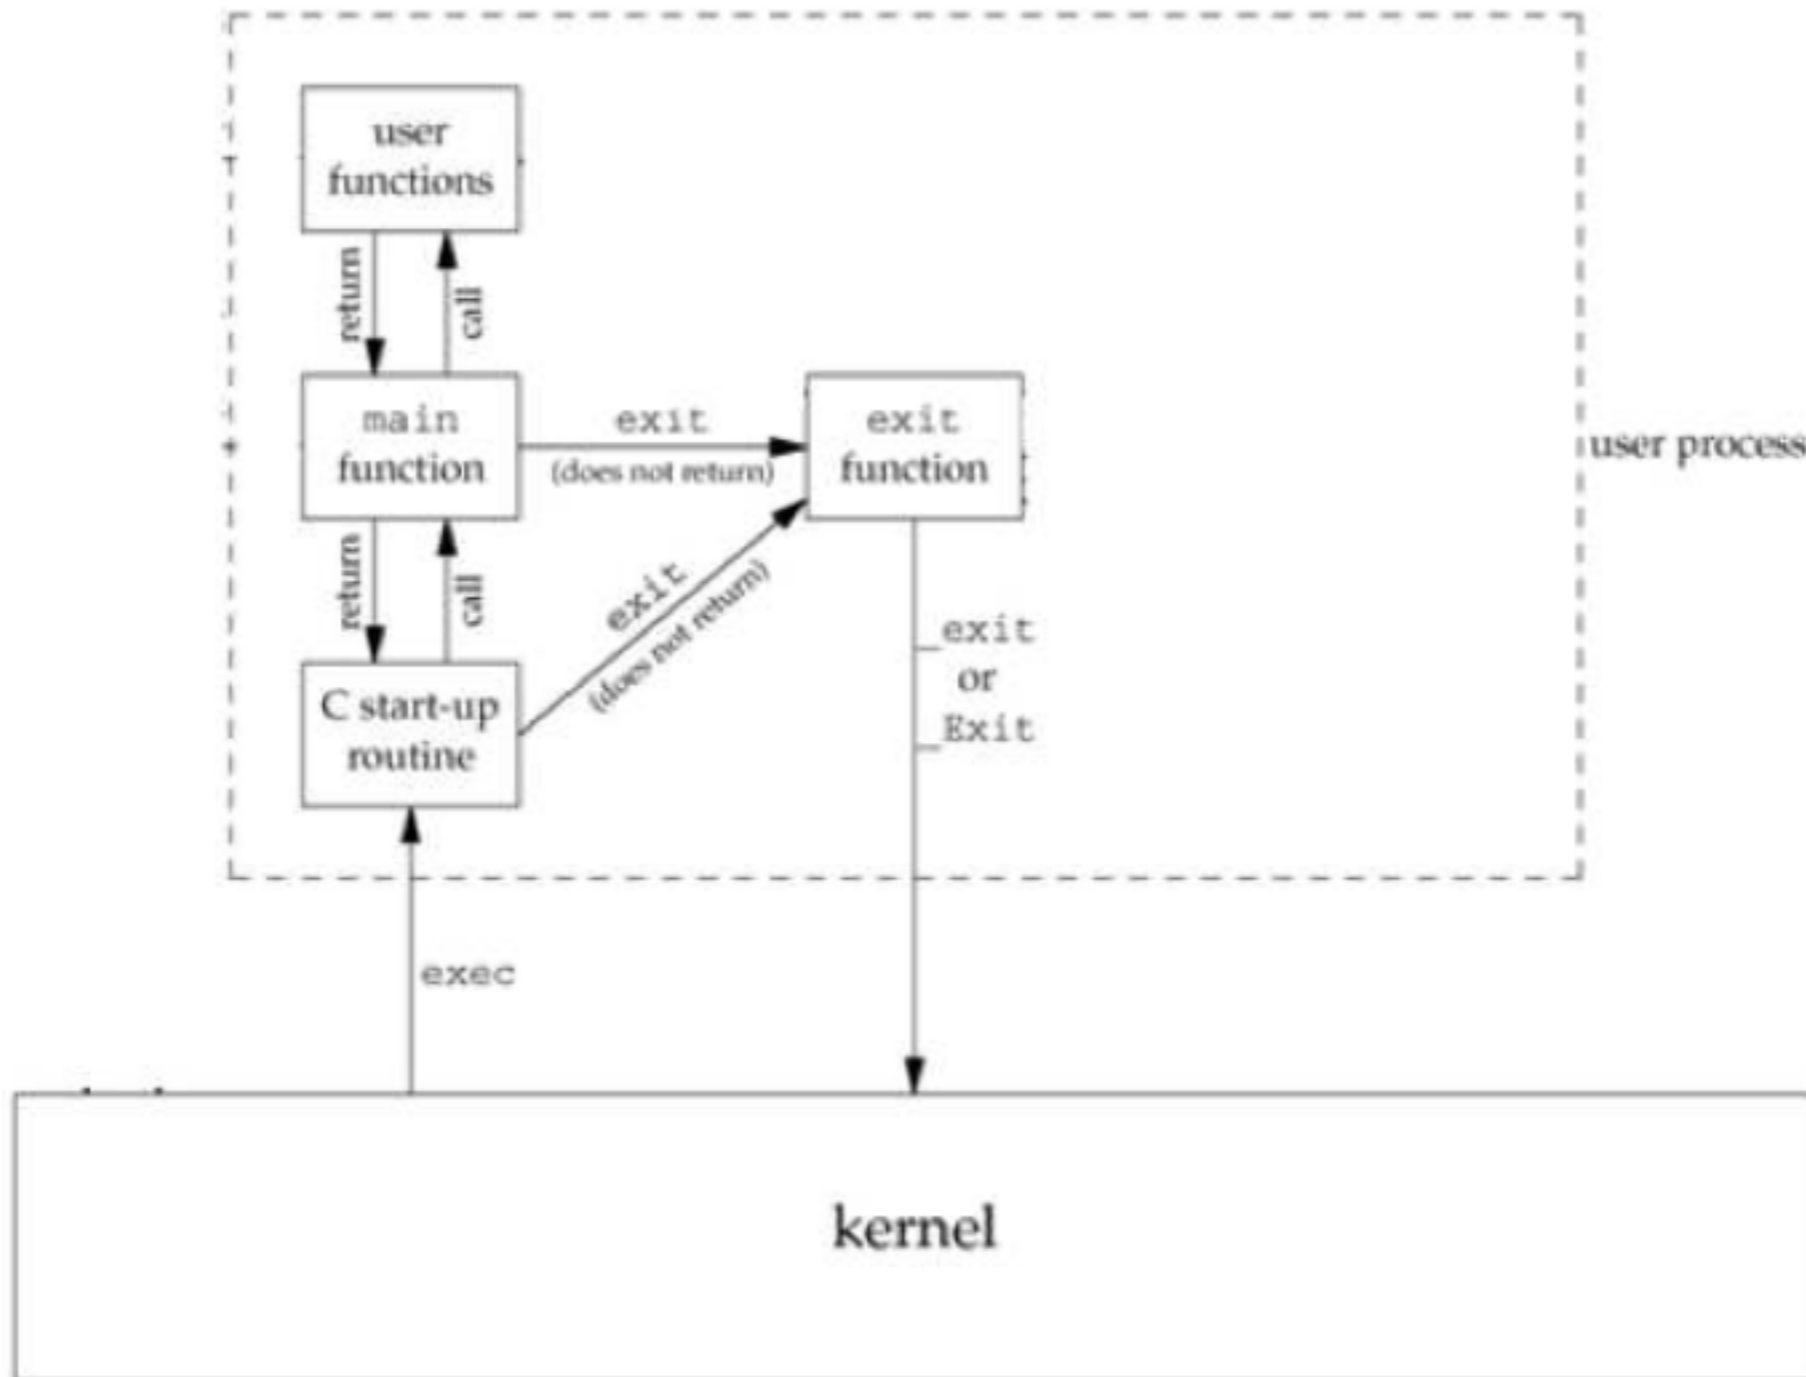 user
functions
return
call
main
function
exit
(does not return)
exit
function
user process
return
call
exit
(does not return)
C start-up
routine
_exit
or
_Exit
exec
kernel